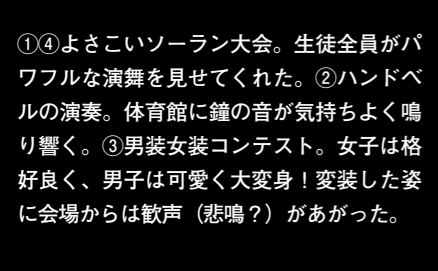 ①④よさこいソーラン大会。生徒全員がパ
ワフルな演舞を見せてくれた。②ハンドベ
ルの演奏。体育館に鐘の音が気持ちよく鳴
り響く。③男装女装コンテスト。女子は格
好良く、男子は可愛く大変身！変装した姿
に会場からは歓声（悲鳴？）があがった。